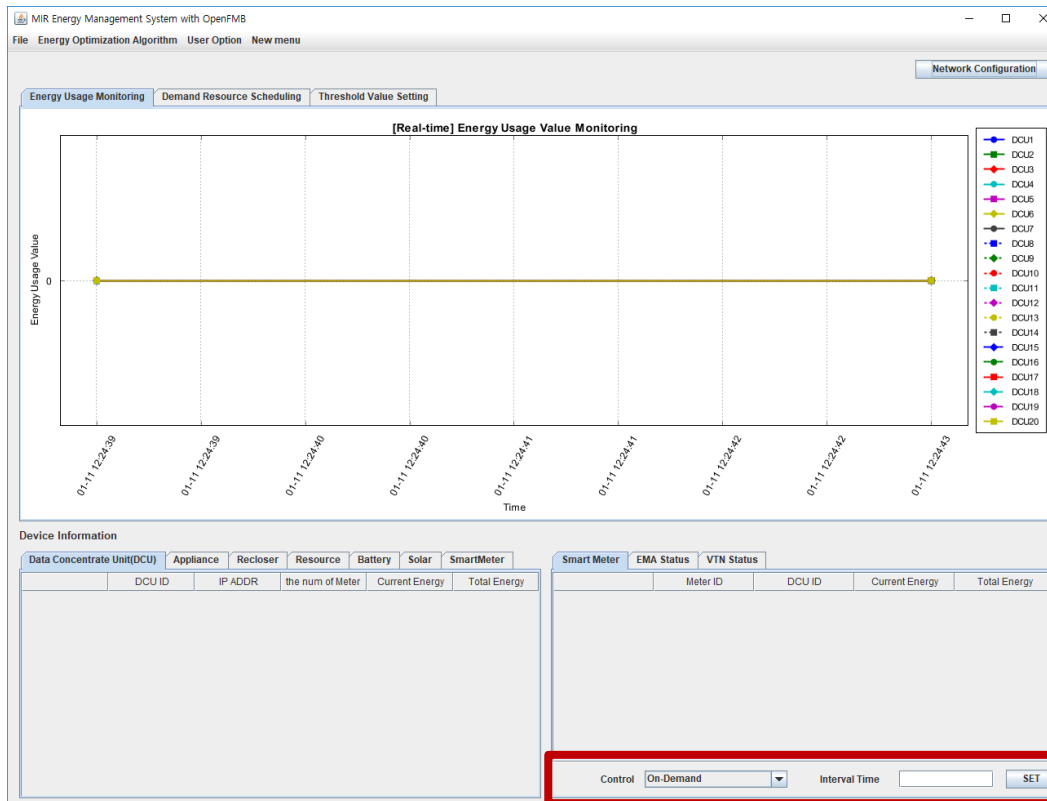 MIR Energy Management System with OpenFMB
File Energy Optimization Algorithm User Option New menu
Network Configuration
Energy Usage Monitoring Demand Resource Scheduling Threshold Value Setting
[Real-time] Energy Usage Value Monitoring
Energy Usage Value
0
DCU1
DCU2
DCU3
DCU4
DCU5
DCU6
DCU7
DCU8
DCU9
DCU10
DCU11
DCU12
DCU13
DCU14
DCU15
DCU16
DCU17
DCU18
DCU19
DCU20
01-11 12:24:39 01-11 12:24:39 01-11 12:24:40 01-11 12:24:40 01-11 12:24:41 01-11 12:24:41 01-11 12:24:42 01-11 12:24:42 01-11 12:24:43
Time
Device Information
Data Concentrate Unit(DCU) Appliance Recloser Resource Battery Solar SmartMeter
DCU ID IP ADDR the num of Meter Current Energy Total Energy
Smart Meter EMA Status VTN Status
Meter ID DCU ID Current Energy Total Energy
Control On-Demand Interval Time SET